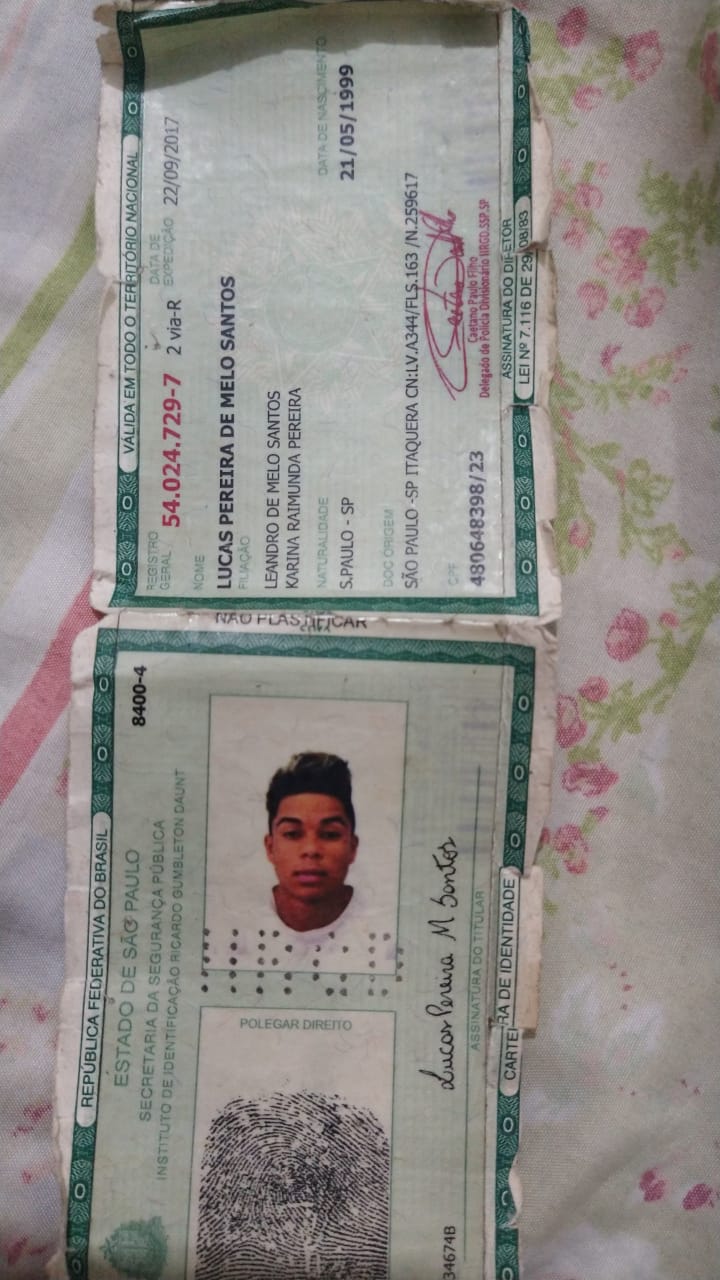 REPÚBLICA FEDERATIVA DO BRASIL
ESTADO DE SÃO PAULO
8400-4
SECRETARIA DA SEGURANÇA PÚBLICA
INSTITUTO DE IDENTIFICAÇÃO RICARDO GUMBLETON DAUNT
POLEGAR DIREITO
34674B
Lucas Pereira M Santos
ASSINATURA DO TITULAR
CARTEI RA DE IDENTIDADE
NÃO PLASTIFICAR
VÁLIDA EM TODO O TERRITÓRIO NACIONAL
REGISTRO GERAL 54.024.729-7 2 via-R DATA DE EXPEDIÇÃO 22/09/2017
NOME
LUCAS PEREIRA DE MELO SANTOS
FILIAÇÃO
LEANDRO DE MELO SANTOS
KARINA RAIMUNDA PEREIRA
NATURALIDADE DATA DE NASCIMENTO
S.PAULO - SP 21/05/1999
DOC ORIGEM
SÃO PAULO -SP ITAQUERA CN:LV.A344/FLS.163 /N.259617
CPF
480648398/23
Caetano Paulo Filho
Delegado de Polícia Divisionário IIRGD.SSP.SP
ASSINATURA DO DIRETOR
LEI Nº 7.116 DE 29/08/83